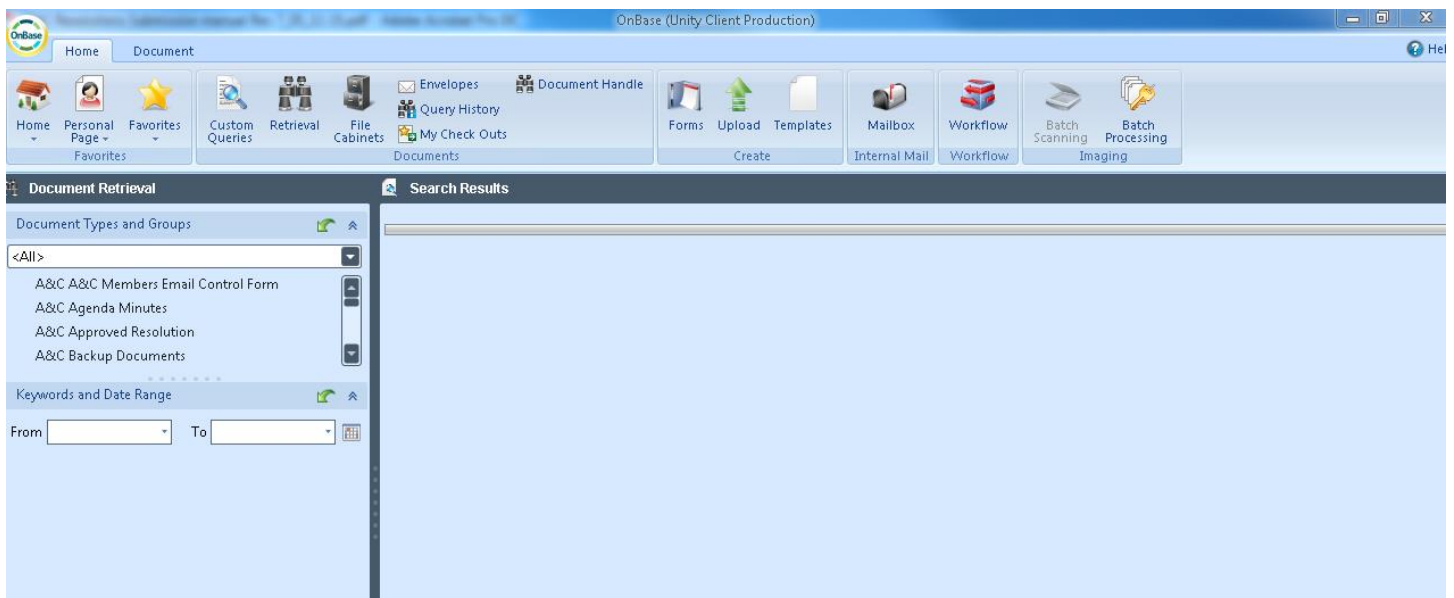 OnBase (Unity Client Production)
OnBase
Home Document
Hel
Home Personal Page Favorites
Favorites
Custom Queries Retrieval File Cabinets
Envelopes Document Handle
Query History
My Check Outs
Documents
Forms Upload Templates
Create
Mailbox
Internal Mail
Workflow
Workflow
Batch Scanning Batch Processing
Imaging
Document Retrieval
Search Results
Document Types and Groups
<All>
A&C A&C Members Email Control Form
A&C Agenda Minutes
A&C Approved Resolution
A&C Backup Documents
Keywords and Date Range
From To